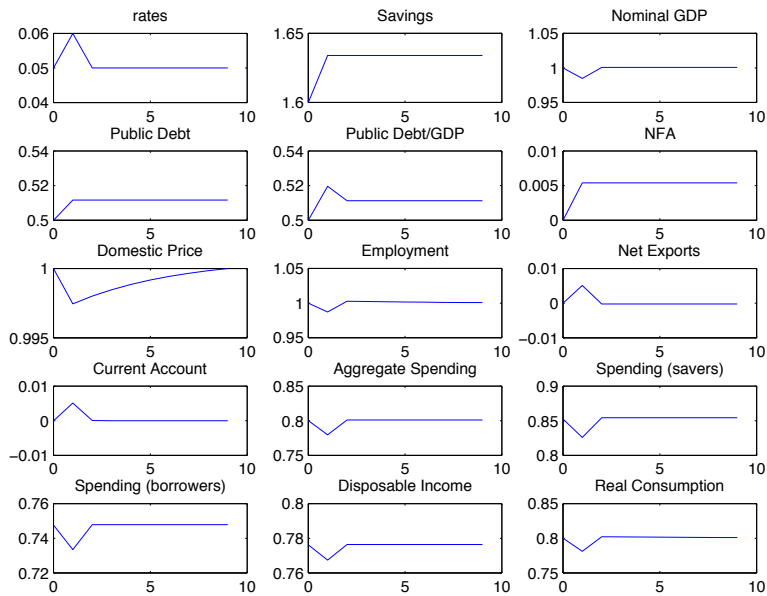 rates Savings Nominal GDP
0.06 1.65 1.05
0.05 1
0.04 1.6 0.95
0 5 10 0 5 10 0 5 10
Public Debt Public Debt/GDP NFA
0.54 0.54 0.01
0.52 0.52 0.005
0.5 0.5 0
0 5 10 0 5 10 0 5 10
Domestic Price Employment Net Exports
1 1.05 0.01
1 0
0.995 0.95 −0.01
0 5 10 0 5 10 0 5 10
Current Account Aggregate Spending Spending (savers)
0.01 0.85 0.9
0 0.8 0.85
−0.01 0.75 0.8
0 5 10 0 5 10 0 5 10
Spending (borrowers) Disposable Income Real Consumption
0.76 0.8 0.85
0.74 0.78 0.8
0.72 0.76 0.75
0 5 10 0 5 10 0 5 10